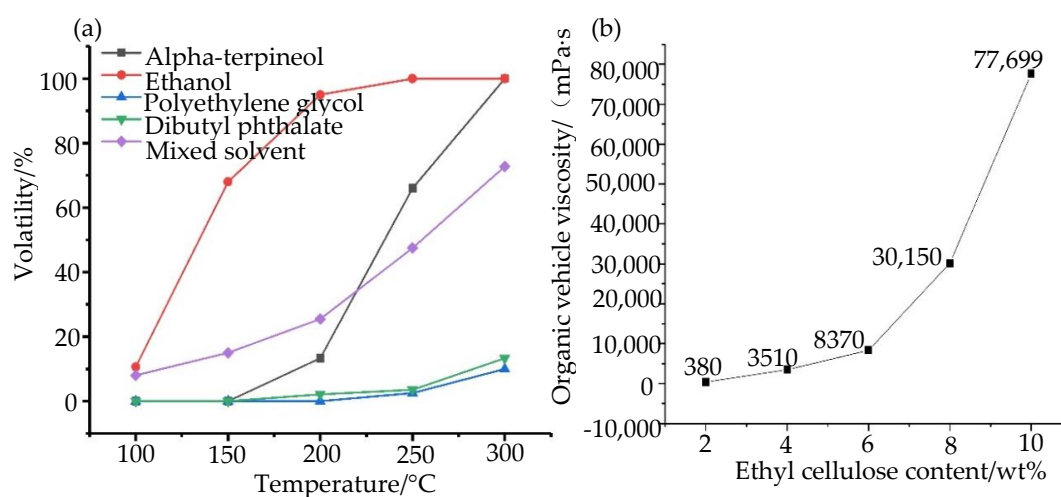 (a)
Alpha-terpineol
Ethanol
Polyethylene glycol
Dibutyl phthalate
Mixed solvent
Volatility/%
100
80
60
40
20
0
100 150 200 250 300
Temperature/°C
(b)
Organic vehicle viscosity/（mPa·s
80,000
70,000
60,000
50,000
40,000
30,000
20,000
10,000
0
-10,000
380
3510
8370
30,150
77,699
2 4 6 8 10
Ethyl cellulose content/wt%